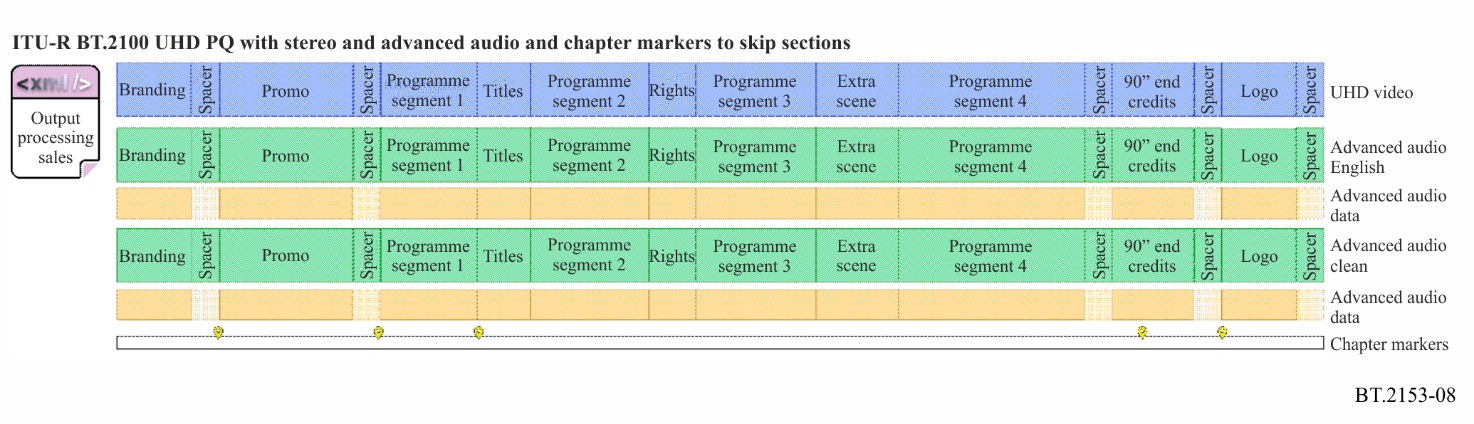 ITU-R BT.2100 UHD PQ with stereo and advanced audio and chapter markers to skip sections
<xml />
Output
processing
sales
Branding
Spacer
Promo
Spacer
Programme
segment 1
Titles
Programme
segment 2
Rights
Programme
segment 3
Extra
scene
Programme
segment 4
90” end
credits
Spacer
Logo
Spacer
UHD video
Branding
Spacer
Promo
Spacer
Programme
segment 1
Titles
Programme
segment 2
Rights
Programme
segment 3
Extra
scene
Programme
segment 4
90” end
credits
Spacer
Logo
Spacer
Advanced audio
English
Advanced audio
data
Branding
Spacer
Promo
Spacer
Programme
segment 1
Titles
Programme
segment 2
Rights
Programme
segment 3
Extra
scene
Programme
segment 4
90” end
credits
Spacer
Logo
Spacer
Advanced audio
clean
Advanced audio
data
Chapter markers
BT.2153-08